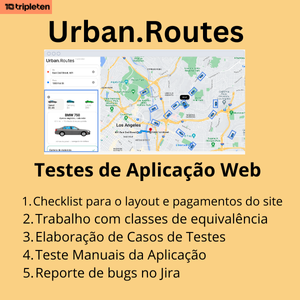 tripleten
Urban.Routes
Urban.Routes
BMW 750
Los Angeles
Testes de Aplicação Web
1. Checklist para o layout e pagamentos do site
2. Trabalho com classes de equivalência
3. Elaboração de Casos de Testes
4. Teste Manuais da Aplicação
5. Reporte de bugs no Jira